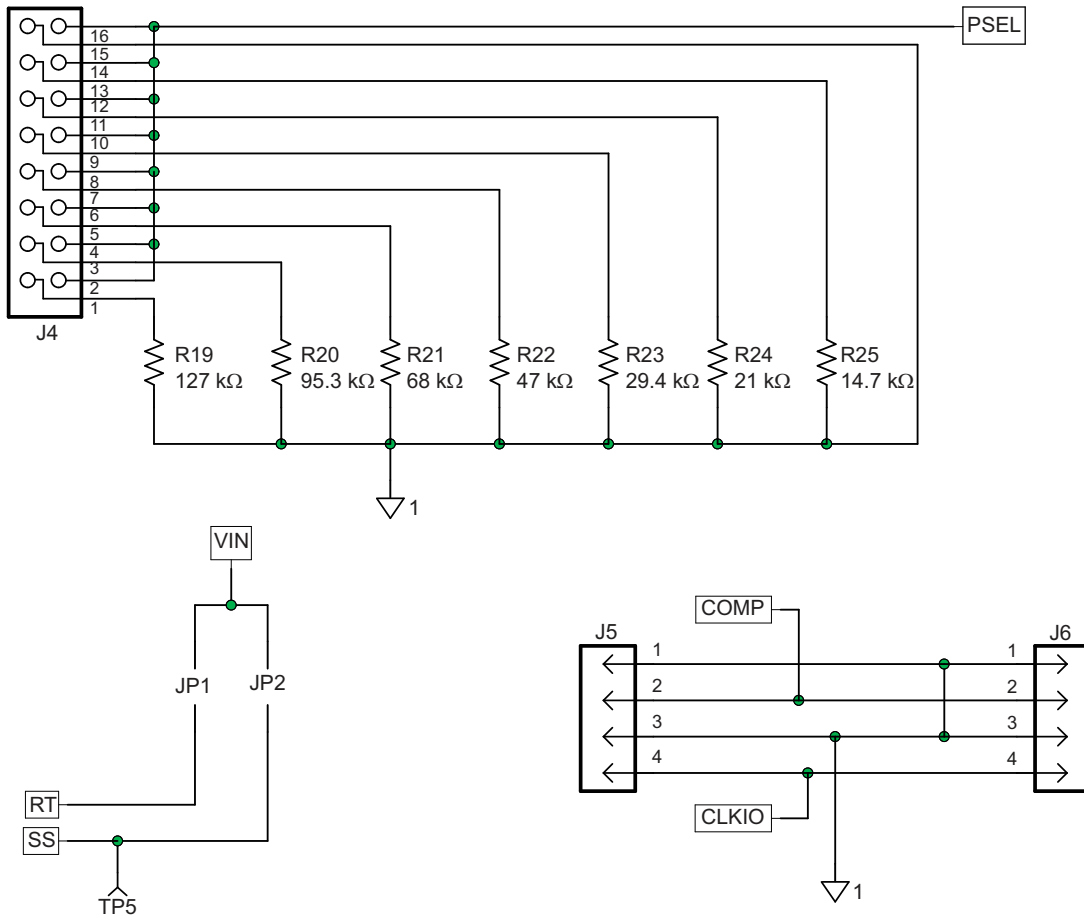 PSEL
16
15
14
13
12
11
10
9
8
7
6
5
4
3
2
1
J4
R19
127 kΩ
R20
95.3 kΩ
R21
68 kΩ
R22
47 kΩ
R23
29.4 kΩ
R24
21 kΩ
R25
14.7 kΩ
1
VIN
JP1
JP2
RT
SS
TP5
COMP
J5
J6
1
1
2
2
3
3
4
4
CLKIO
1